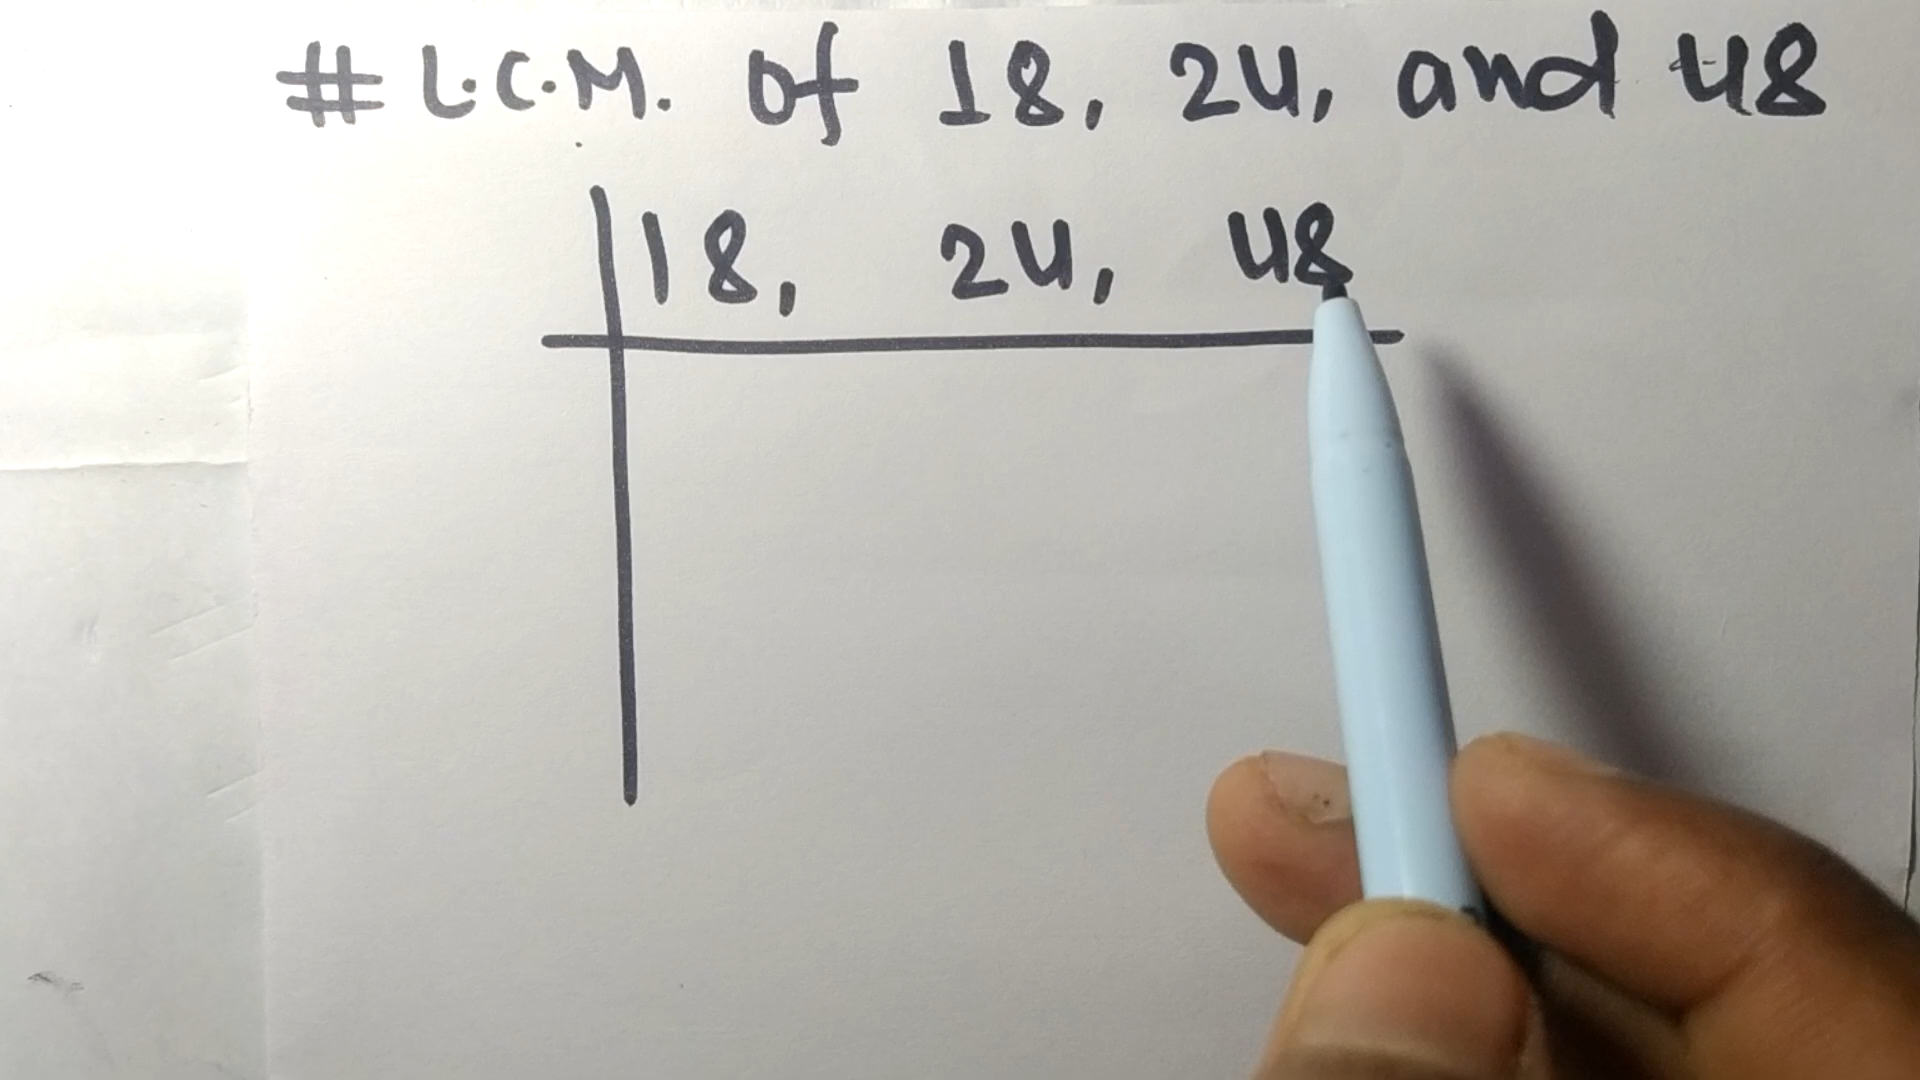 # L.C.M. of 18, 24, and 48
18, 24, 48